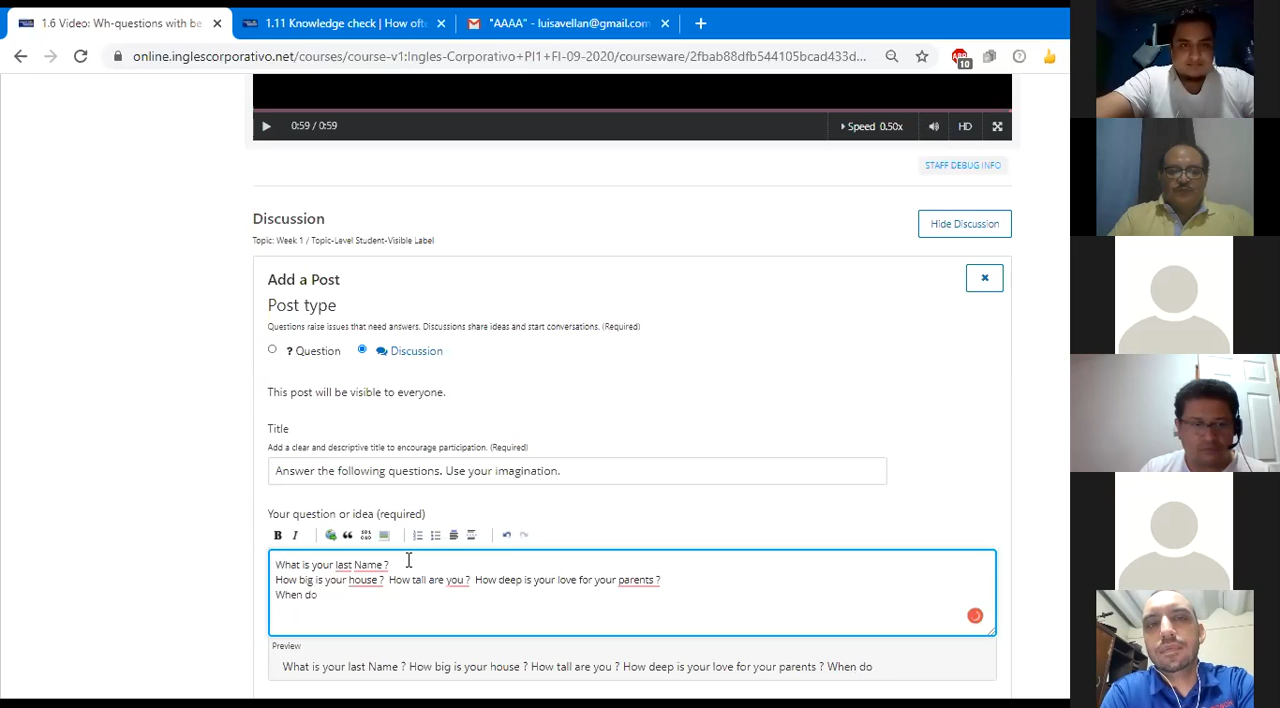 1.6 Video: Wh-questions with be
1.11 Knowledge check | How oft
"AAAA" - luisavellan@gmail.com
online.inglescorporativo.net/courses/course-v1:Ingles-Corporativo+PI1+FI-09-2020/courseware/2fbab88dfb544105bcad433d...
10
0:59 / 0:59
Speed 0.50x
HD
STAFF DEBUG INFO
Discussion
Hide Discussion
Topic: Week 1 / Topic-Level Student-Visible Label
Add a Post
Post type
Questions raise issues that need answers. Discussions share ideas and start conversations. (Required)
? Question
Discussion
This post will be visible to everyone.
Title
Add a clear and descriptive title to encourage participation. (Required)
Answer the following questions. Use your imagination.
Your question or idea (required)
B I
What is your last Name ?
How big is your house ? How tall are you ? How deep is your love for your parents ?
When do
Preview
What is your last Name ? How big is your house ? How tall are you ? How deep is your love for your parents ? When do